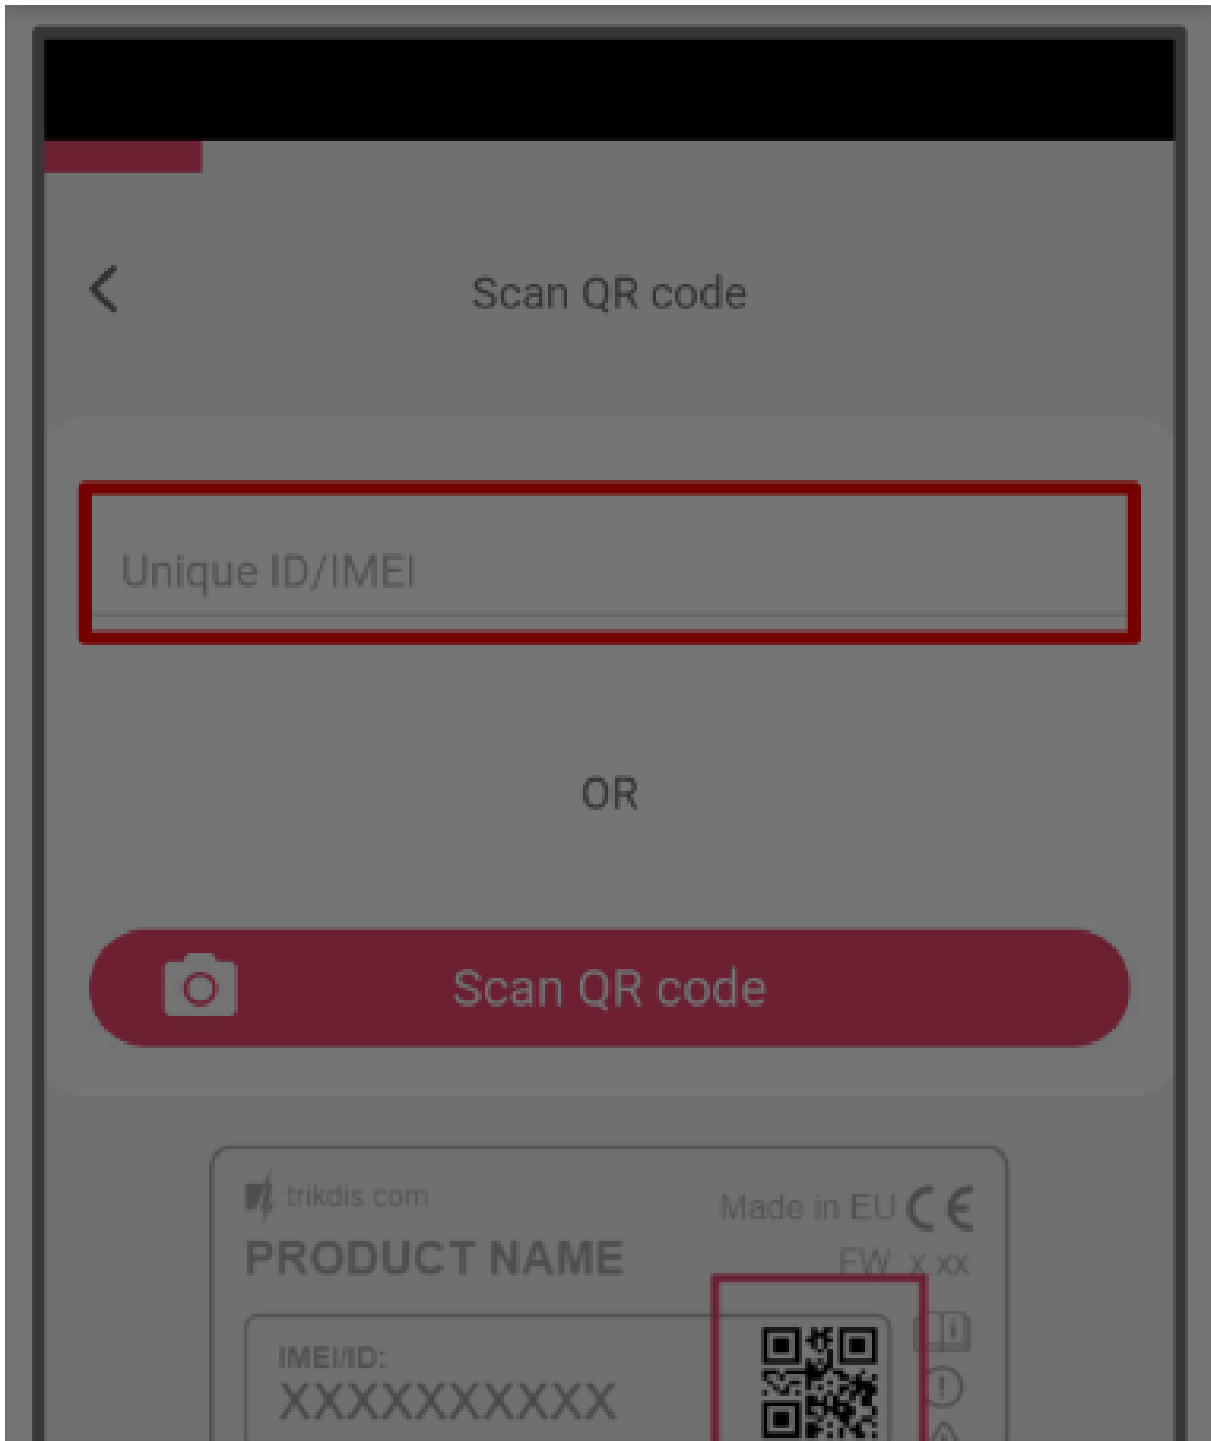 Scan QR code
Unique ID/IMEI
OR
Scan QR code
trikdis.com
Made in EU CE
PRODUCT NAME
FW: x.xx
IMEI/ID:
XXXXXXXXXX